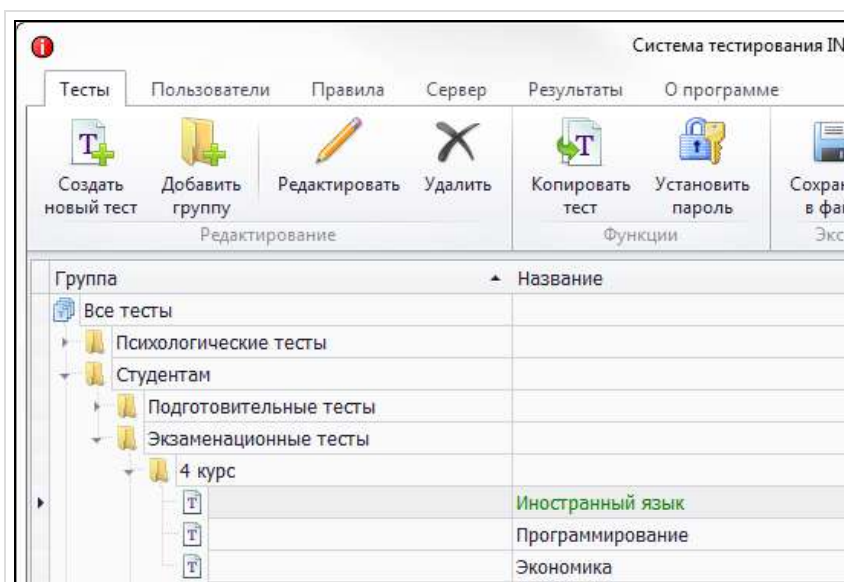 Система тестирования IN
Тесты Пользователи Правила Сервер Результаты О программе
Создать новый тест
Добавить группу
Редактировать
Удалить
Копировать тест
Установить пароль
Редактирование
Функции
Группа Название
Все тесты
Психологические тесты
Студентам
Подготовительные тесты
Экзаменационные тесты
4 курс
Иностранный язык
Программирование
Экономика